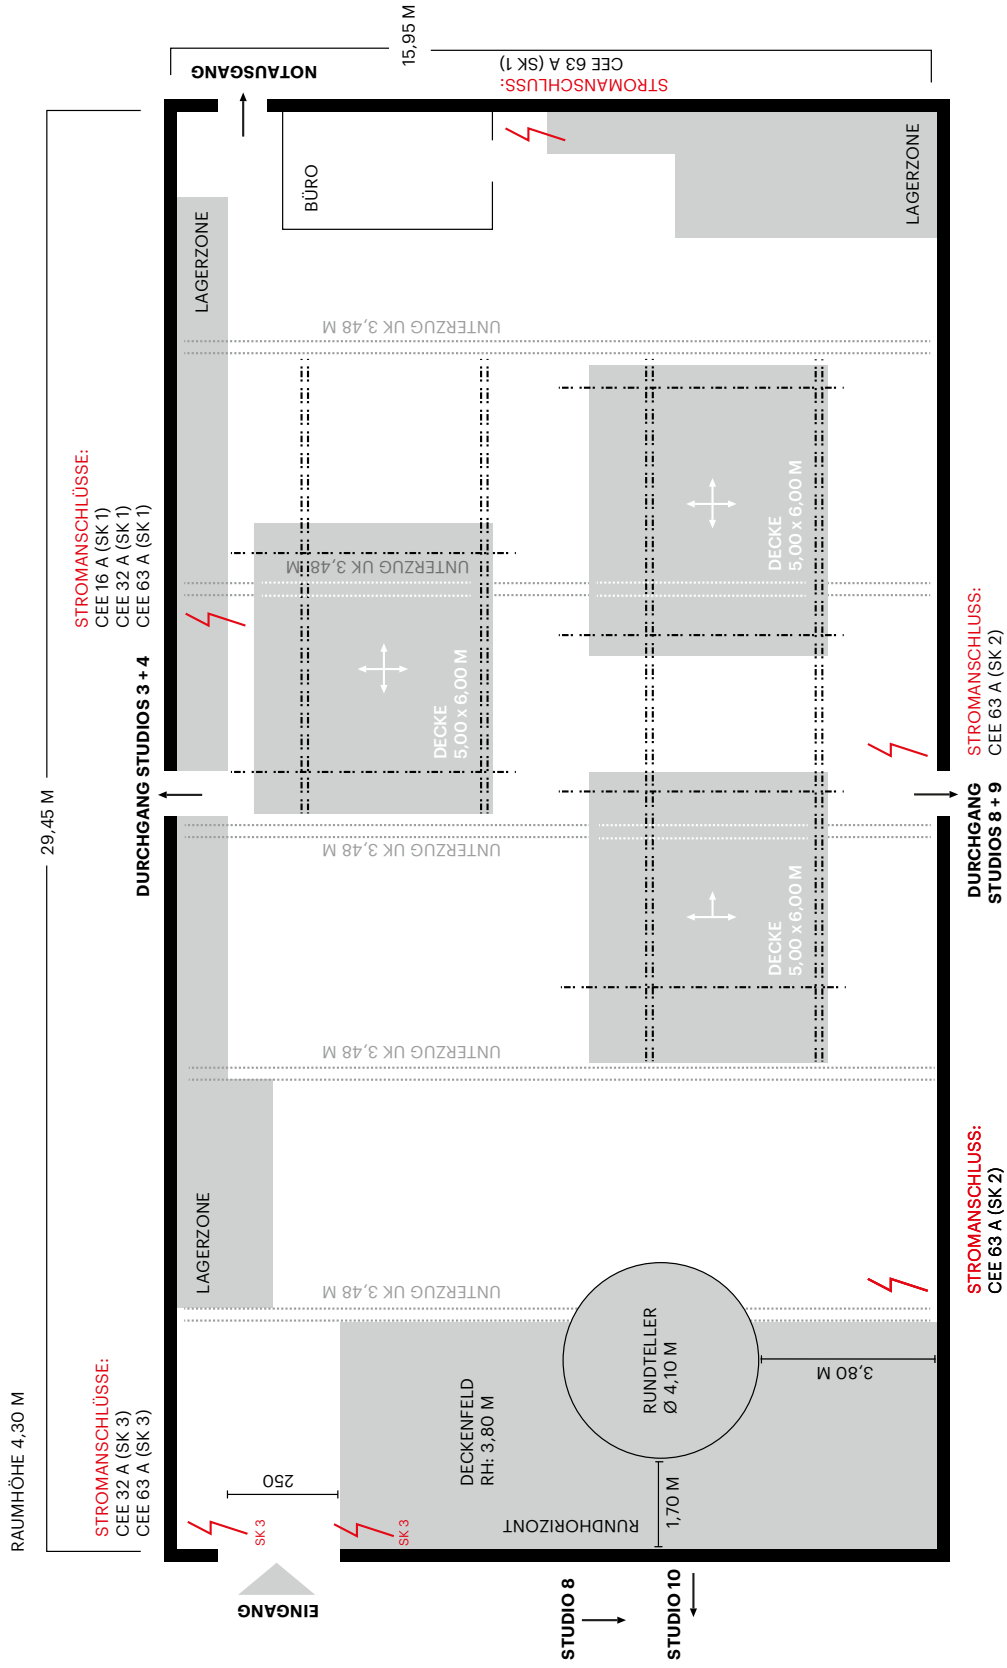 RAUMHÖHE 4,30 M
29,45 M
15,95 M
STROMANSCHLÜSSE:
CEE 32 A (SK 3)
CEE 63 A (SK 3)
DURCHGANG STUDIOS 3 + 4
STROMANSCHLÜSSE:
CEE 16 A (SK 1)
CEE 32 A (SK 1)
CEE 63 A (SK 1)
NOTAUSGANG
STROMANSCHLUSS:
CEE 63 A (SK 1)
EINGANG
SK 3
SK 3
250
LAGERZONE
LAGERZONE
BÜRO
LAGERZONE
UNTERZUG UK 3,48 M
UNTERZUG UK 3,48 M
UNTERZUG UK 3,48 M
UNTERZUG UK 3,48 M
UNTERZUG UK 3,48 M
DECKE
5,00 x 6,00 M
DECKE
5,00 x 6,00 M
DECKE
5,00 x 6,00 M
DECKENFELD
RH: 3,80 M
RUNDHORIZONT
RUNDTELLER
Ø 4,10 M
1,70 M
3,80 M
STUDIO 8
STUDIO 10
STROMANSCHLUSS:
CEE 63 A (SK 2)
DURCHGANG
STUDIOS 8 + 9
STROMANSCHLUSS:
CEE 63 A (SK 2)